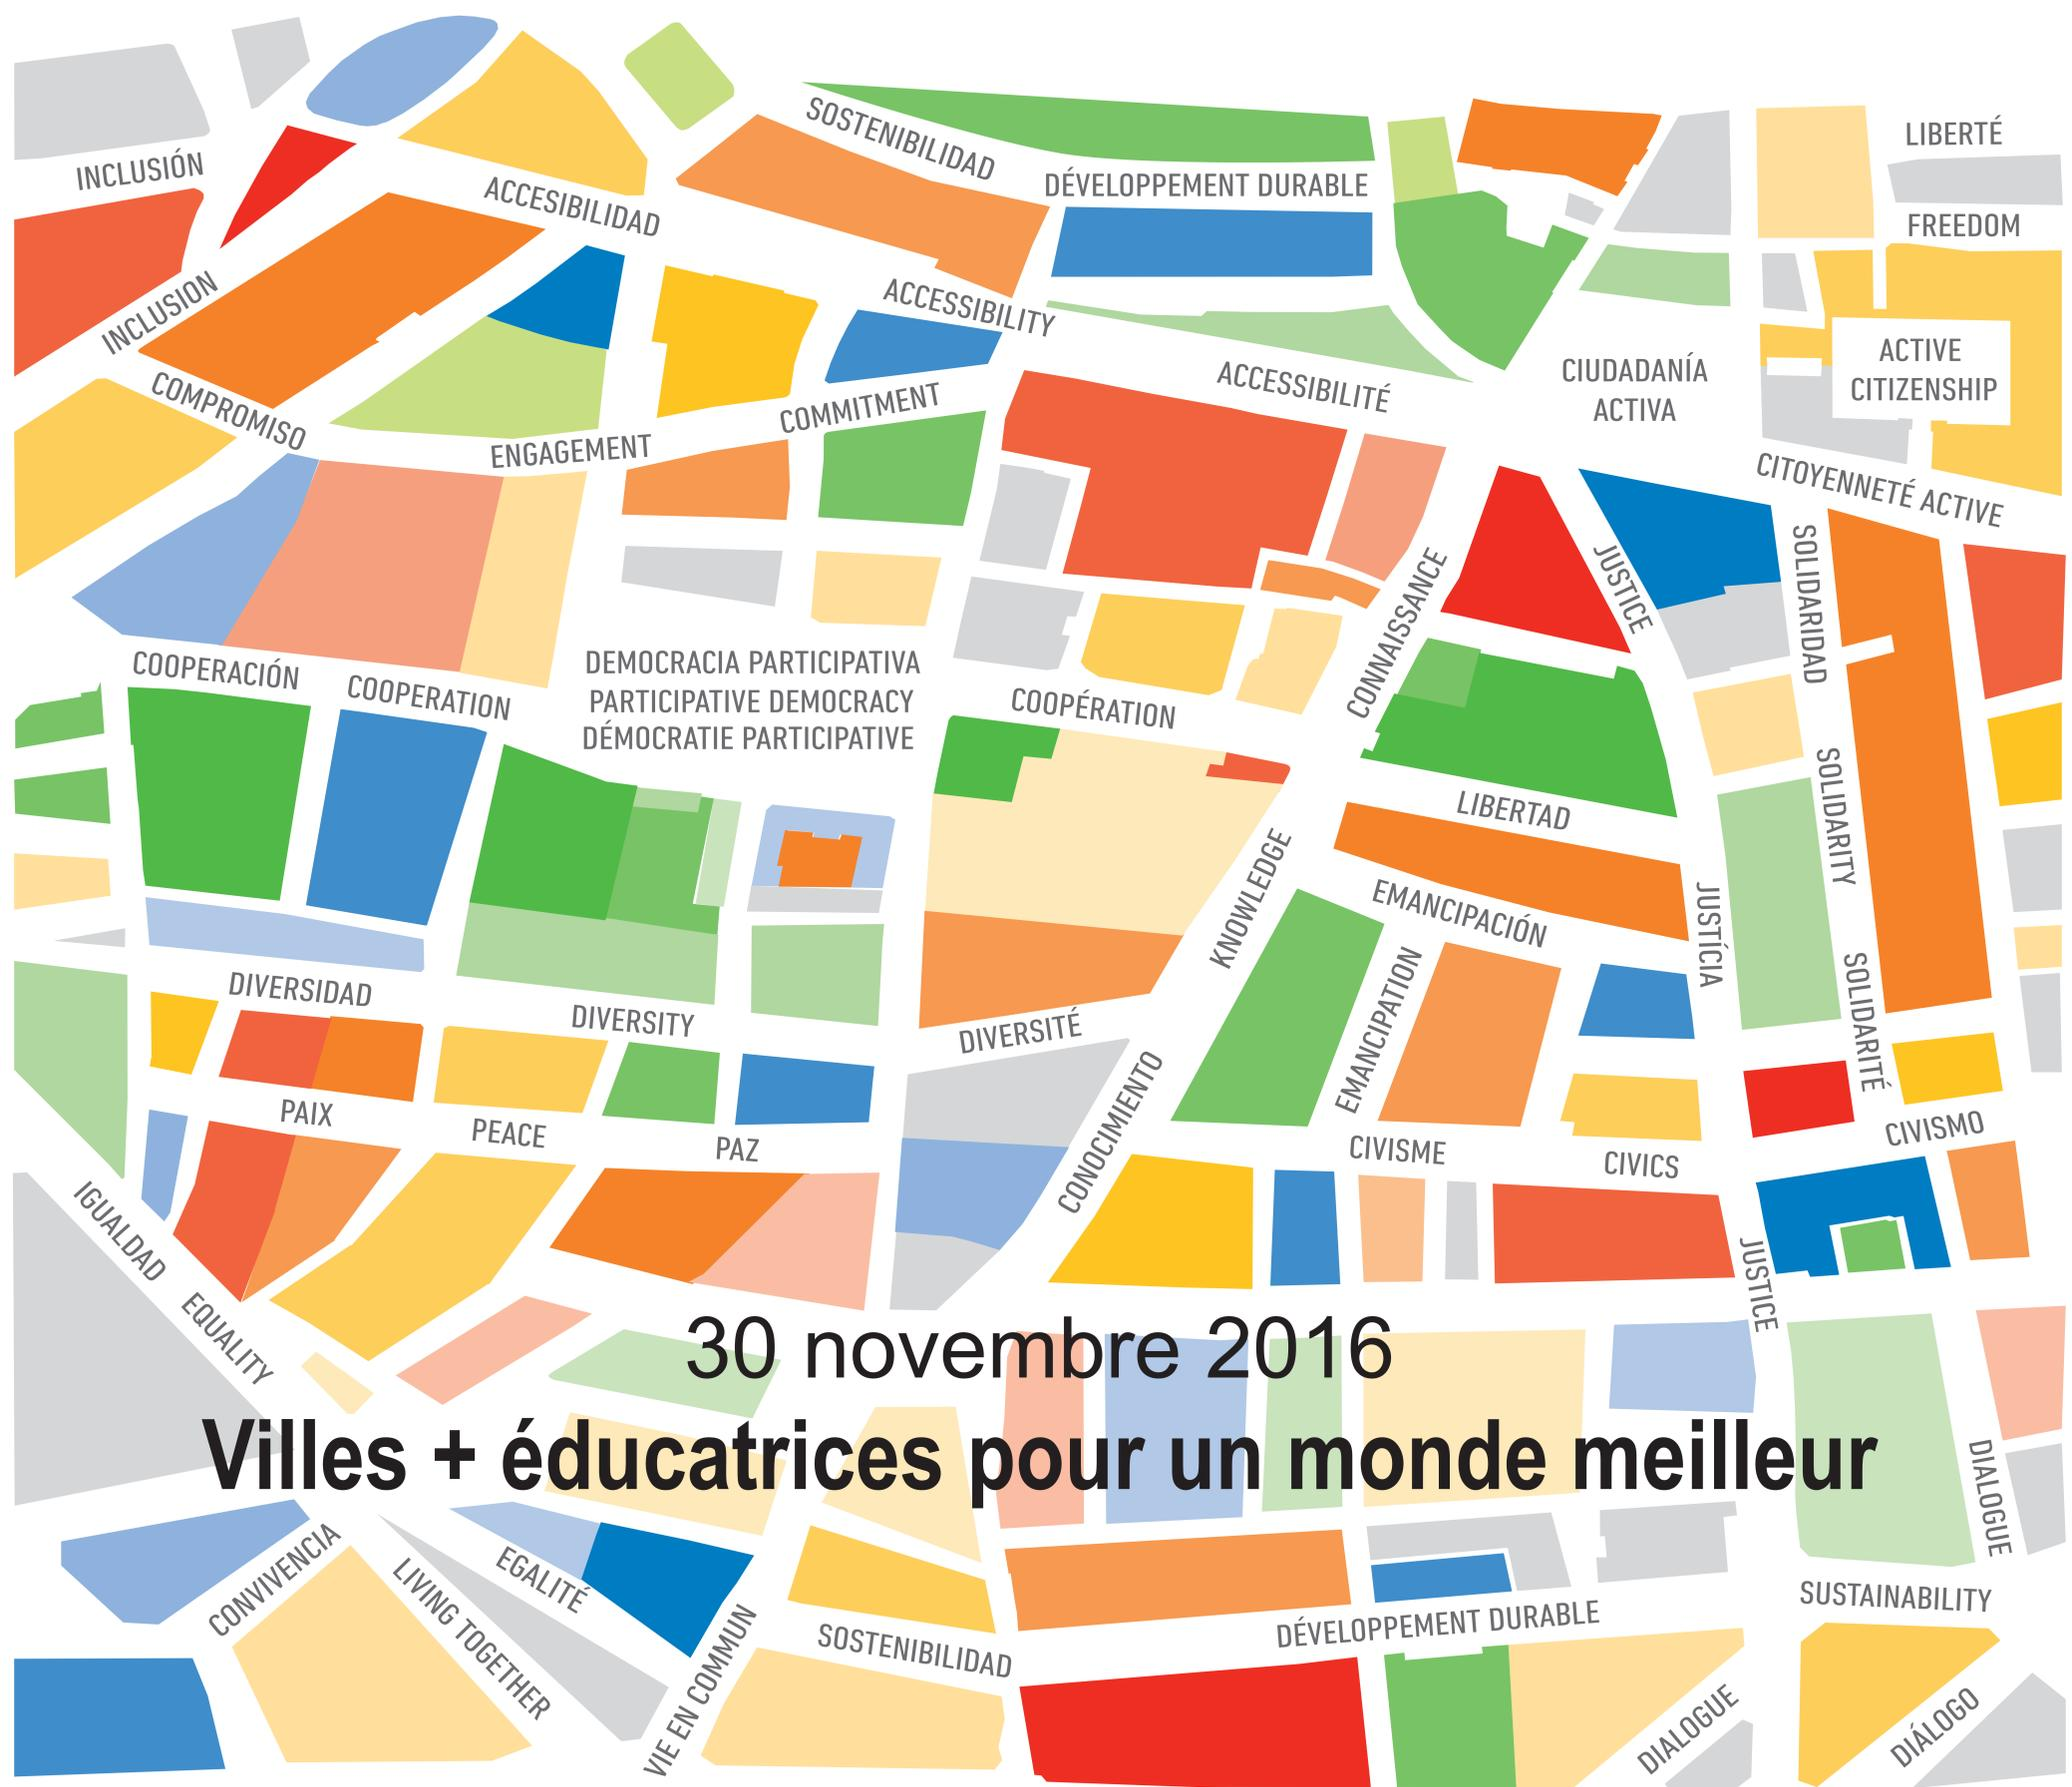 LIBERTÉ
SOSTENIBILIDAD
INCLUSIÓN
DÉVELOPPEMENT DURABLE
ACCESIBILIDAD
FREEDOM
INCLUSION
ACCESSIBILITY
ACTIVE
CITIZENSHIP
CIUDADANÍA
ACTIVA
ACCESSIBILITÉ
COMPROMISO
COMMITMENT
ENGAGEMENT
CITOYENNETÉ ACTIVE
JUSTICE
SOLIDARIDAD
CONNAISSANCE
DEMOCRACIA PARTICIPATIVA
PARTICIPATIVE DEMOCRACY
DÉMOCRATIE PARTICIPATIVE
COOPERACIÓN
COOPERATION
COOPÉRATION
LIBERTAD
SOLIDARITY
KNOWLEDGE
EMANCIPACIÓN
JUSTÍCIA
DIVERSIDAD
DIVERSITY
DIVERSITÉ
EMANCIPATION
SOLIDARITÉ
PAIX
PEACE
PAZ
CONOCIMIENTO
CIVISME
CIVICS
CIVISMO
IGUALDAD
JUSTICE
EQUALITY
30 novembre 2016
Villes + éducatrices pour un monde meilleur
DIALOGUE
CONVIVENCIA
LIVING TOGETHER
EGALITÉ
VIE EN COMMUN
SOSTENIBILIDAD
DÉVELOPPEMENT DURABLE
SUSTAINABILITY
DIALOGUE
DIÁLOGO